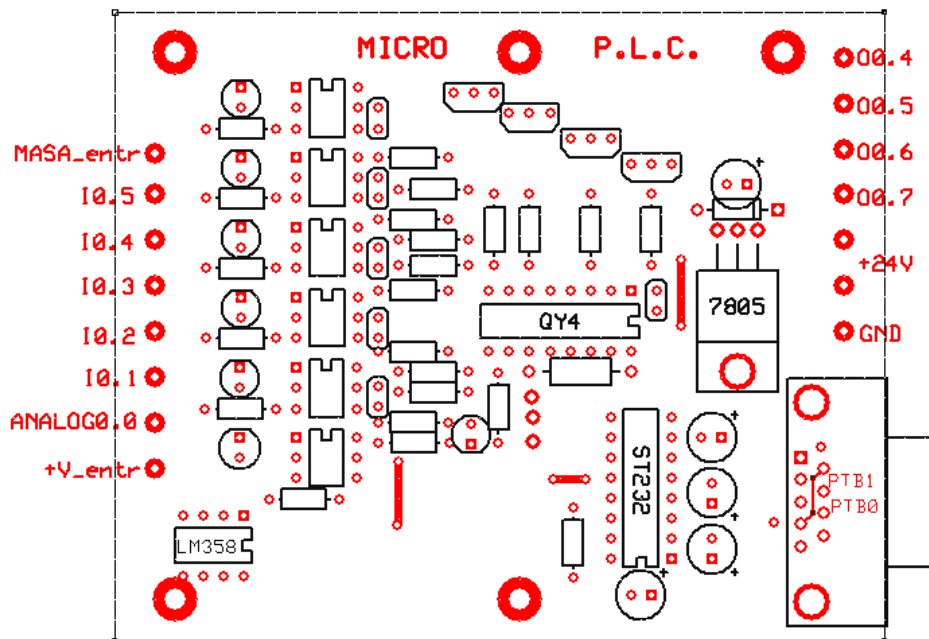 MICRO P.L.C.
O0.4
O0.5
MASA_entr
O0.6
I0.5
O0.7
I0.4
+24V
I0.3
7805
QY4
I0.2
GND
I0.1
ANALOG0.0
+V_entr
ST232
PTB1
PTB0
LM358